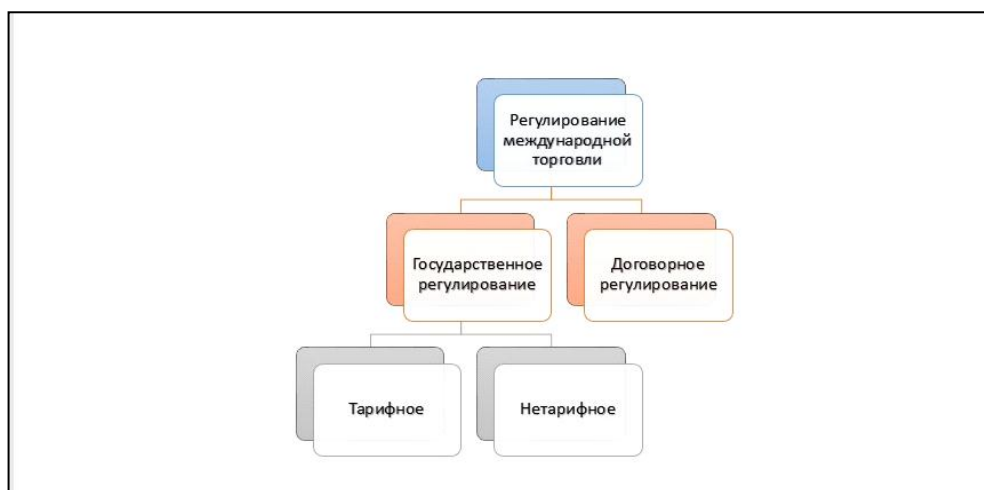 Регулирование
международной
торговли
Государственное
регулирование
Договорное
регулирование
Тарифное
Нетарифное